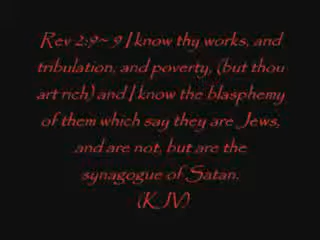 Rev 2:9~ 9 I know thy works, and
tribulation, and poverty, (but thou
art rich) and I know the blasphemy
of them which say they are Jews,
and are not, but are the
synagogue of Satan.
(KJV)